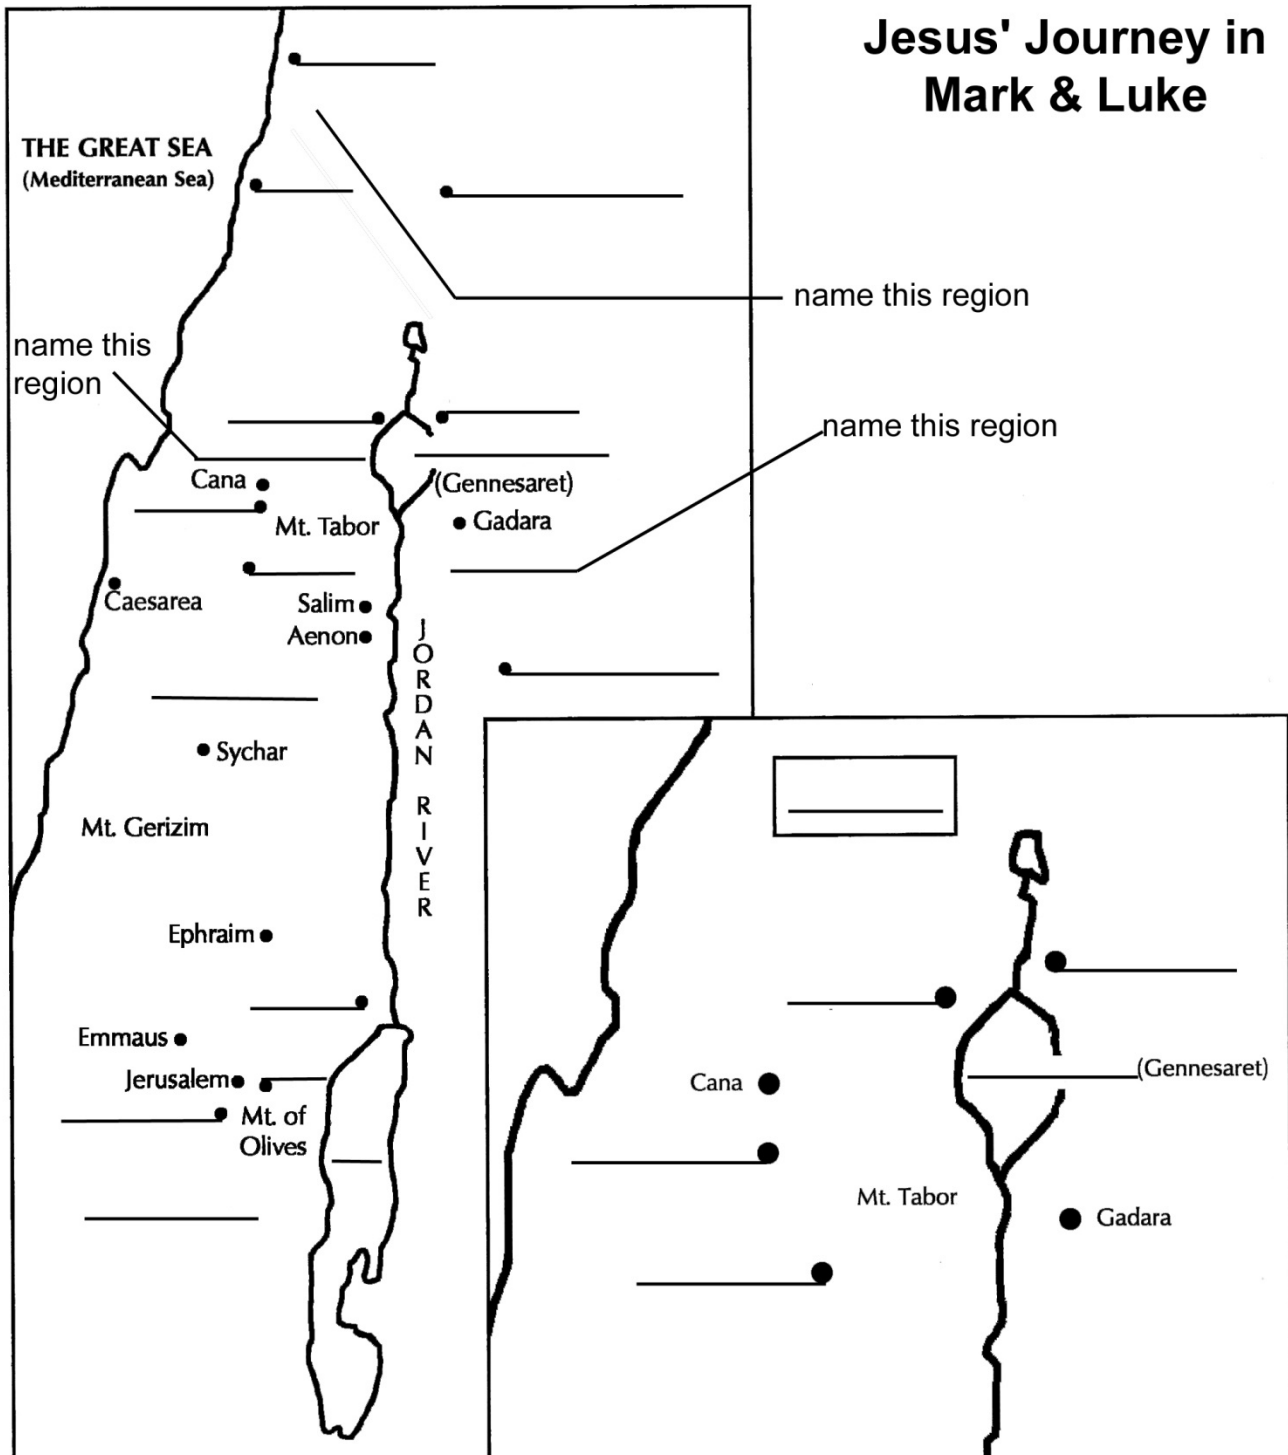 Jesus' Journey in
Mark & Luke
THE GREAT SEA
(Mediterranean Sea)
name this region
name this
region
name this region
Cana
(Gennesaret)
Mt. Tabor
Gadara
Caesarea
Salim
Aenon
JORDAN RIVER
Sychar
Mt. Gerizim
Ephraim
Emmaus
Jerusalem
Mt. of
Olives
Cana
(Gennesaret)
Mt. Tabor
Gadara